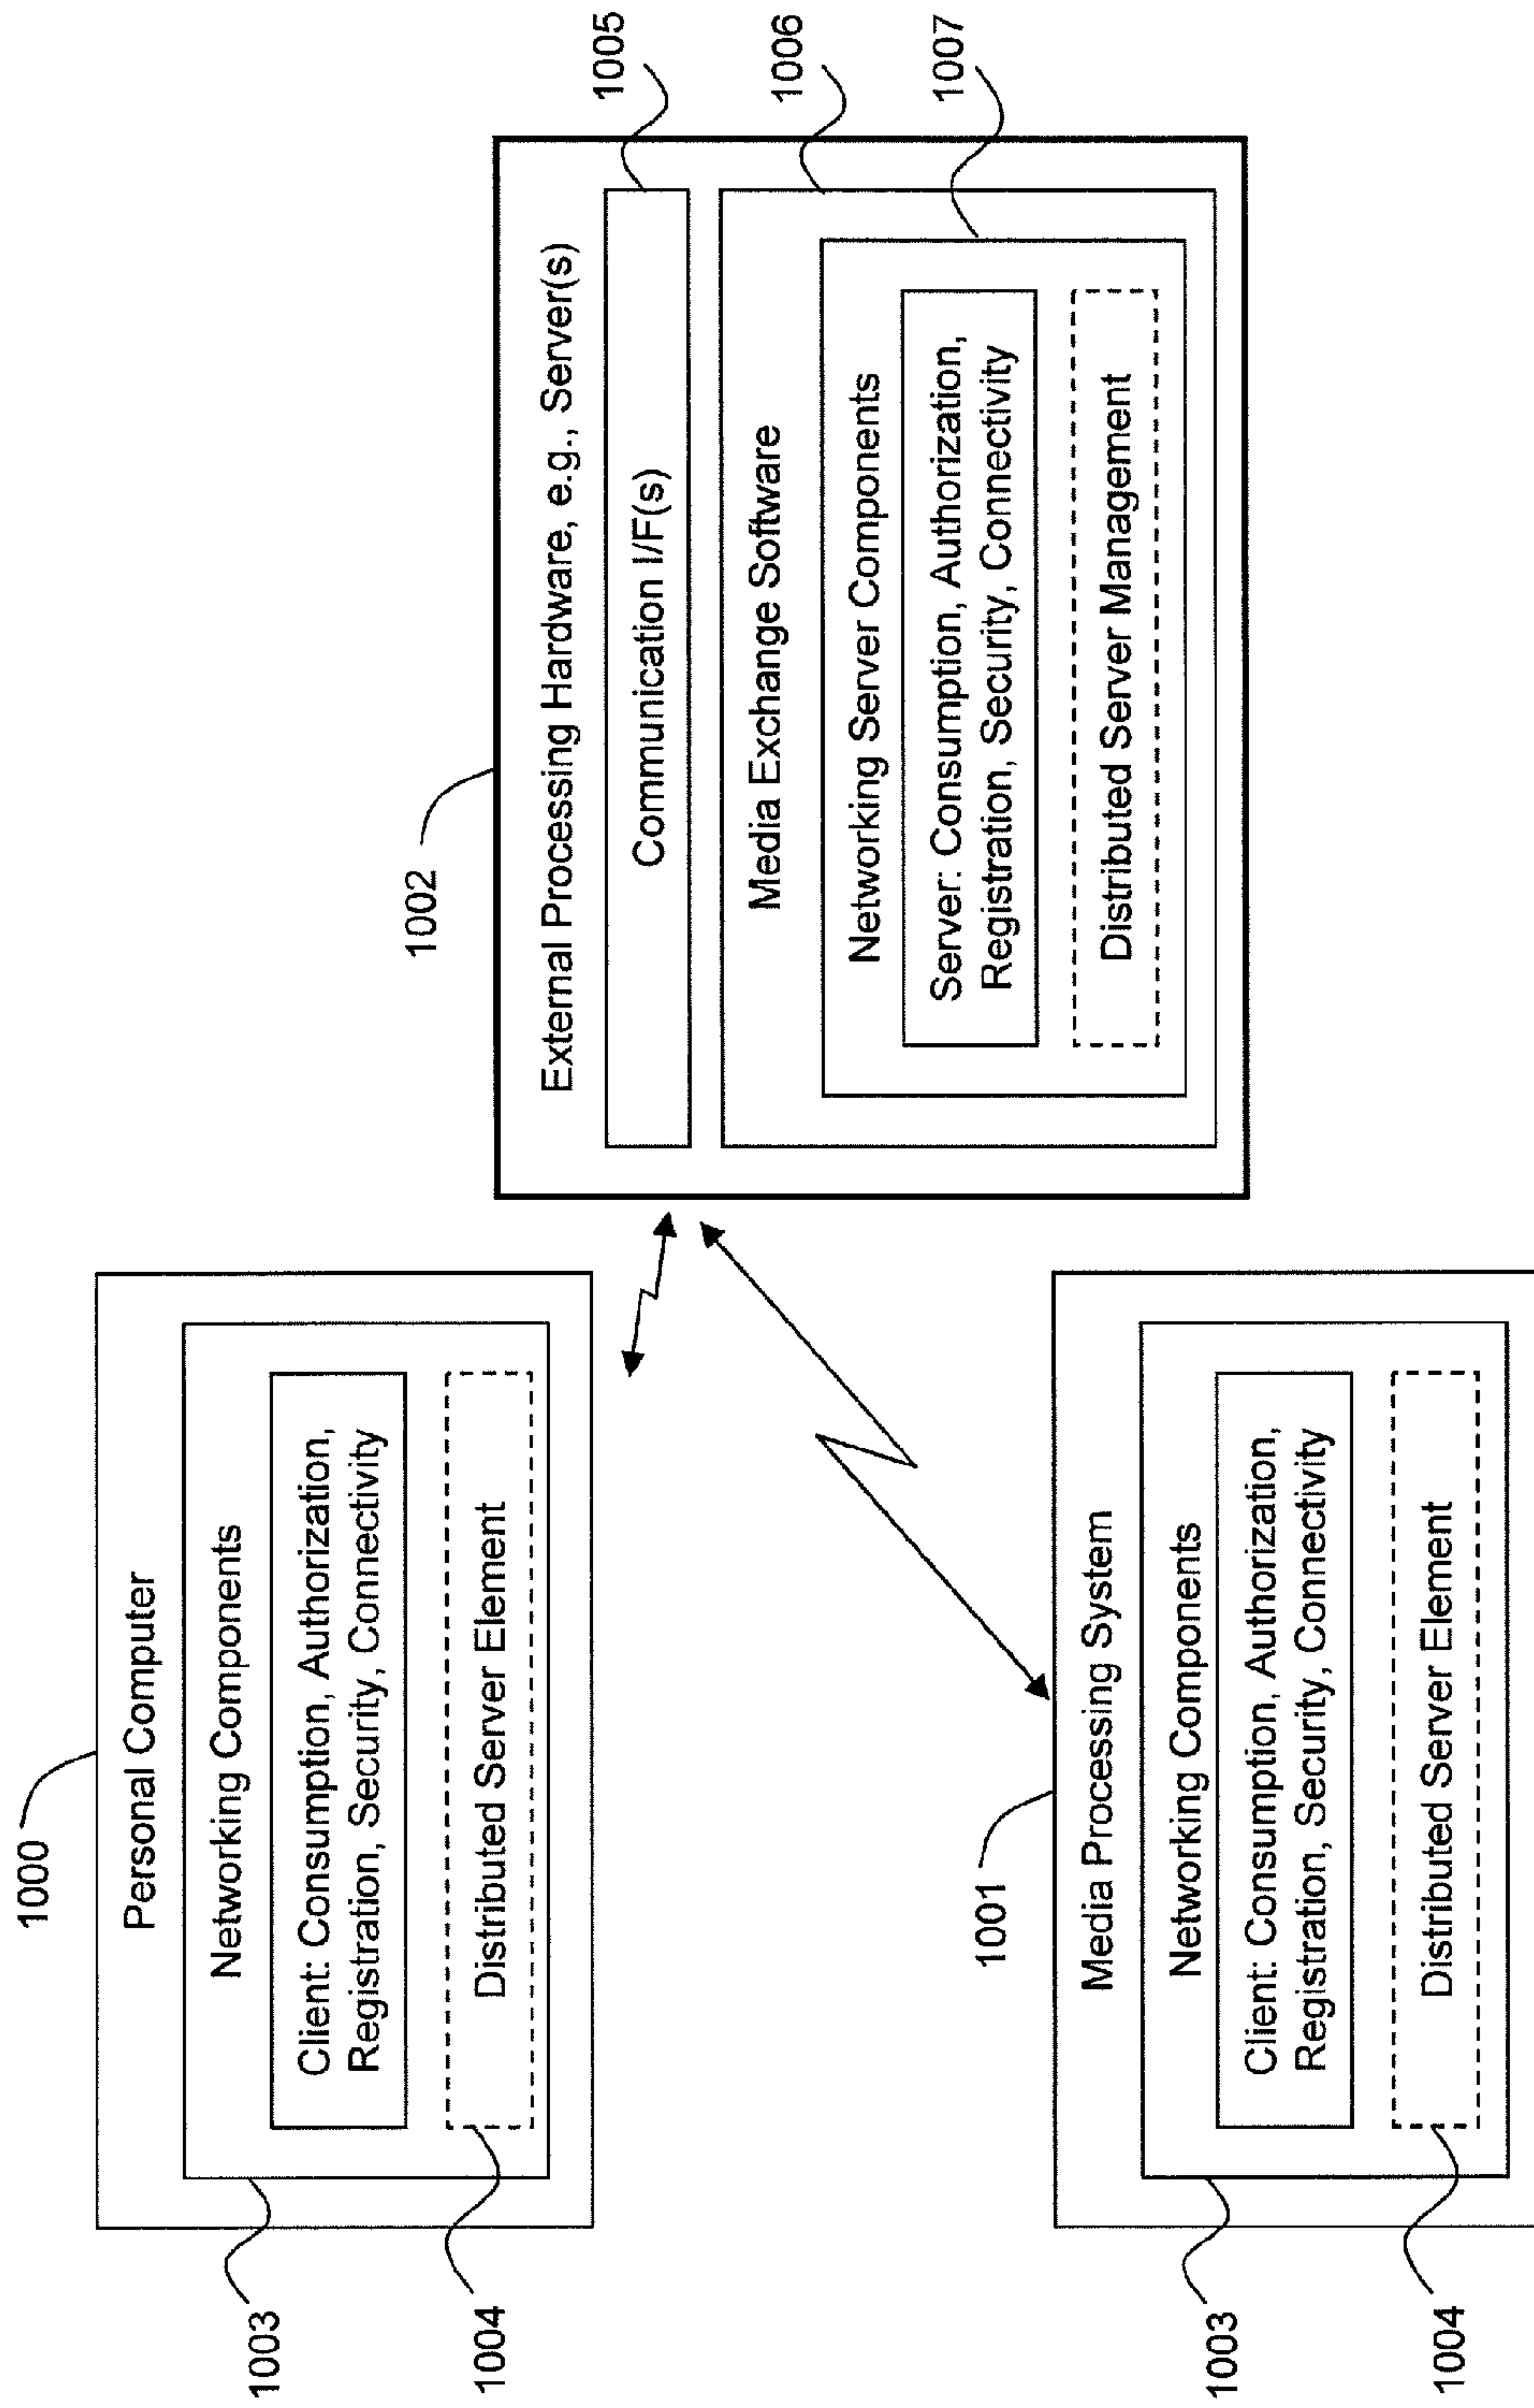 1000
Personal Computer
Networking Components
Client: Consumption, Authorization,
Registration, Security, Connectivity
Distributed Server Element
1003
1004
1002
External Processing Hardware, e.g., Server(s)
Communication I/F(s)
Media Exchange Software
Networking Server Components
Server: Consumption, Authorization,
Registration, Security, Connectivity
Distributed Server Management
1005
1006
1007
1001
Media Processing System
Networking Components
Client: Consumption, Authorization,
Registration, Security, Connectivity
Distributed Server Element
1003
1004